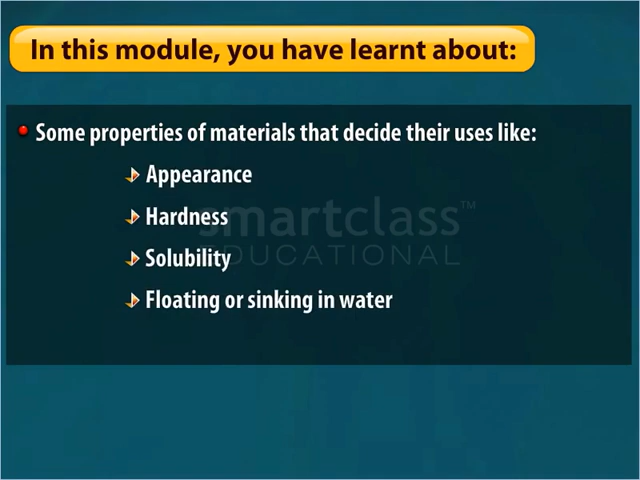 In this module, you have learnt about:
Some properties of materials that decide their uses like:
Appearance
Hardness
Solubility
Floating or sinking in water
smartclass™
EDUCATIONAL